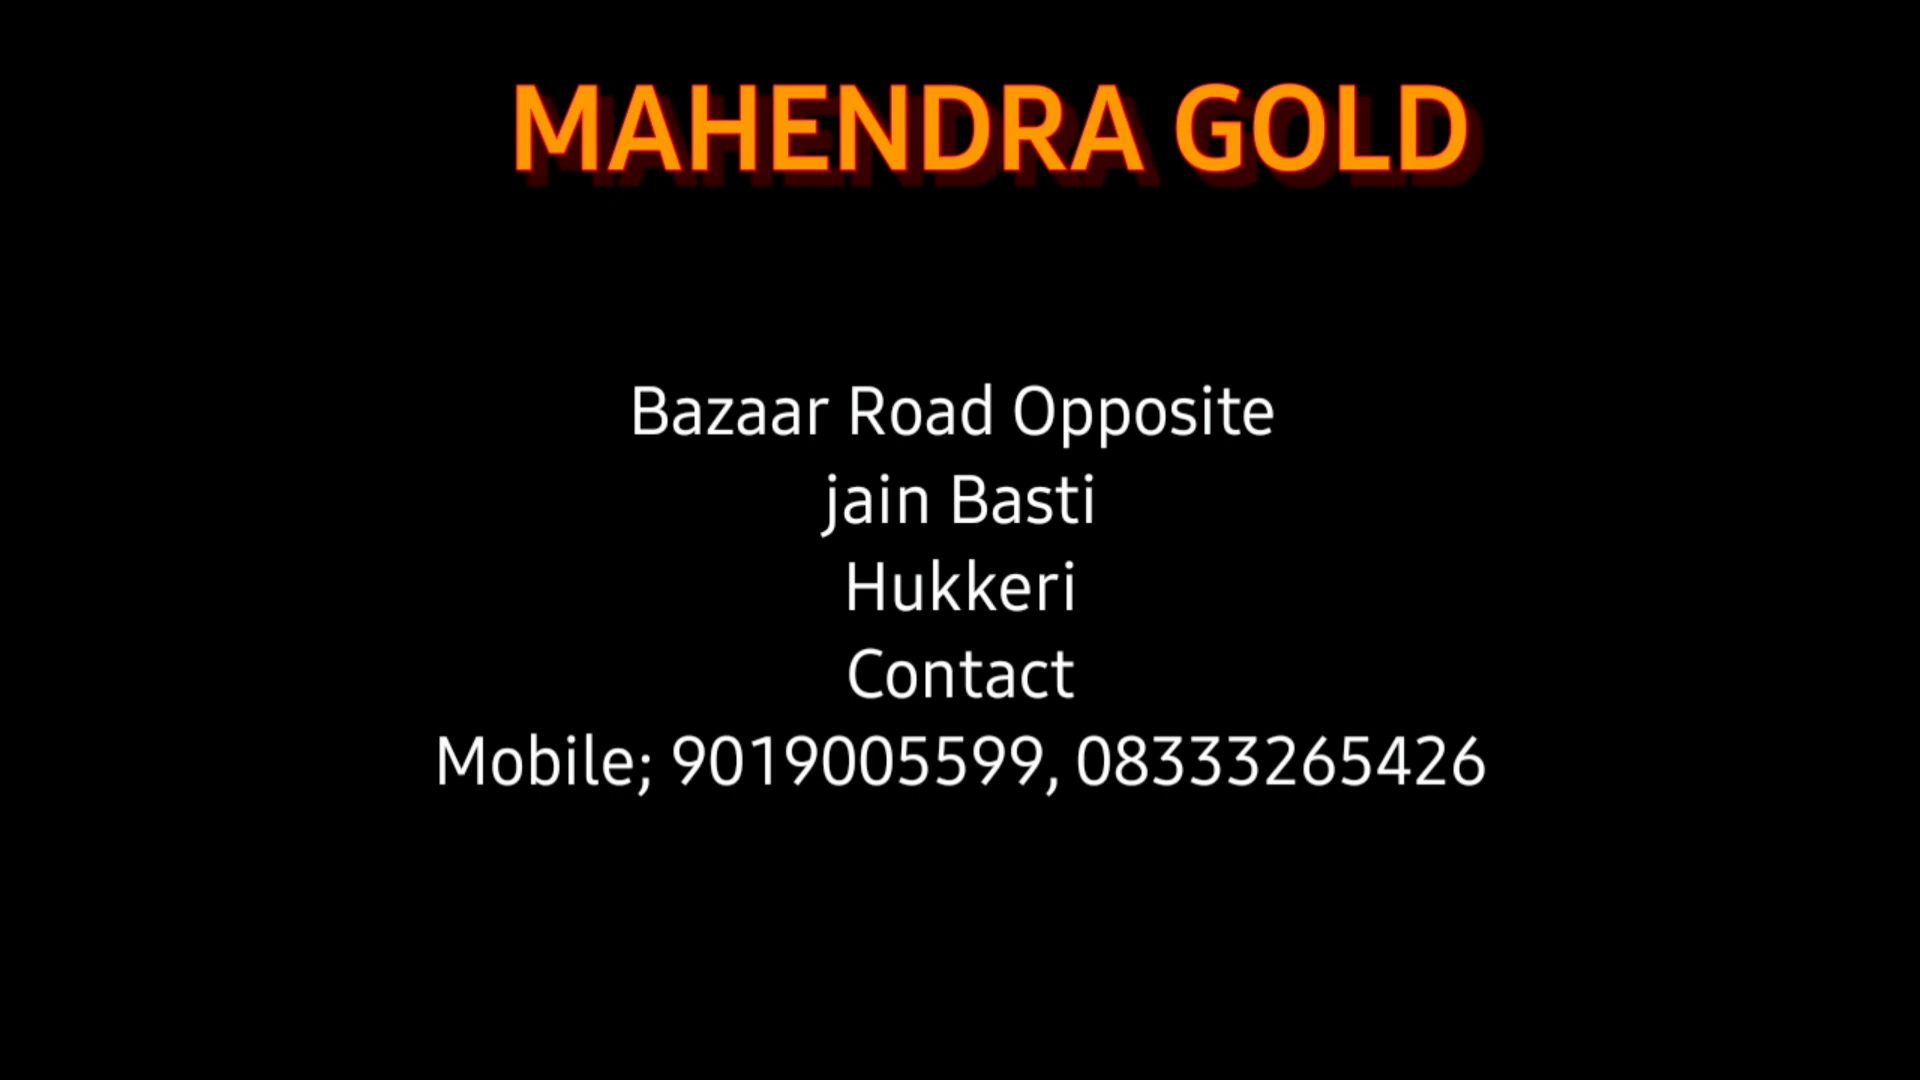 MAHENDRA GOLD
Bazaar Road Opposite
jain Basti
Hukkeri
Contact
Mobile; 9019005599, 08333265426